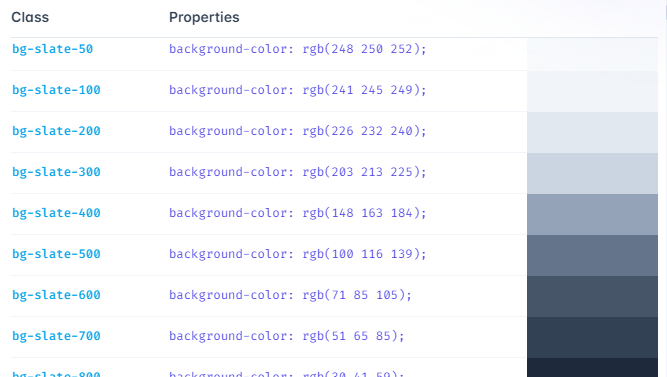 Class Properties
bg-slate-50 background-color: rgb(248 250 252);
bg-slate-100 background-color: rgb(241 245 249);
bg-slate-200 background-color: rgb(226 232 240);
bg-slate-300 background-color: rgb(203 213 225);
bg-slate-400 background-color: rgb(148 163 184);
bg-slate-500 background-color: rgb(100 116 139);
bg-slate-600 background-color: rgb(71 85 105);
bg-slate-700 background-color: rgb(51 65 85);
bg-slate-800 background-color: rgb(30 41 59);